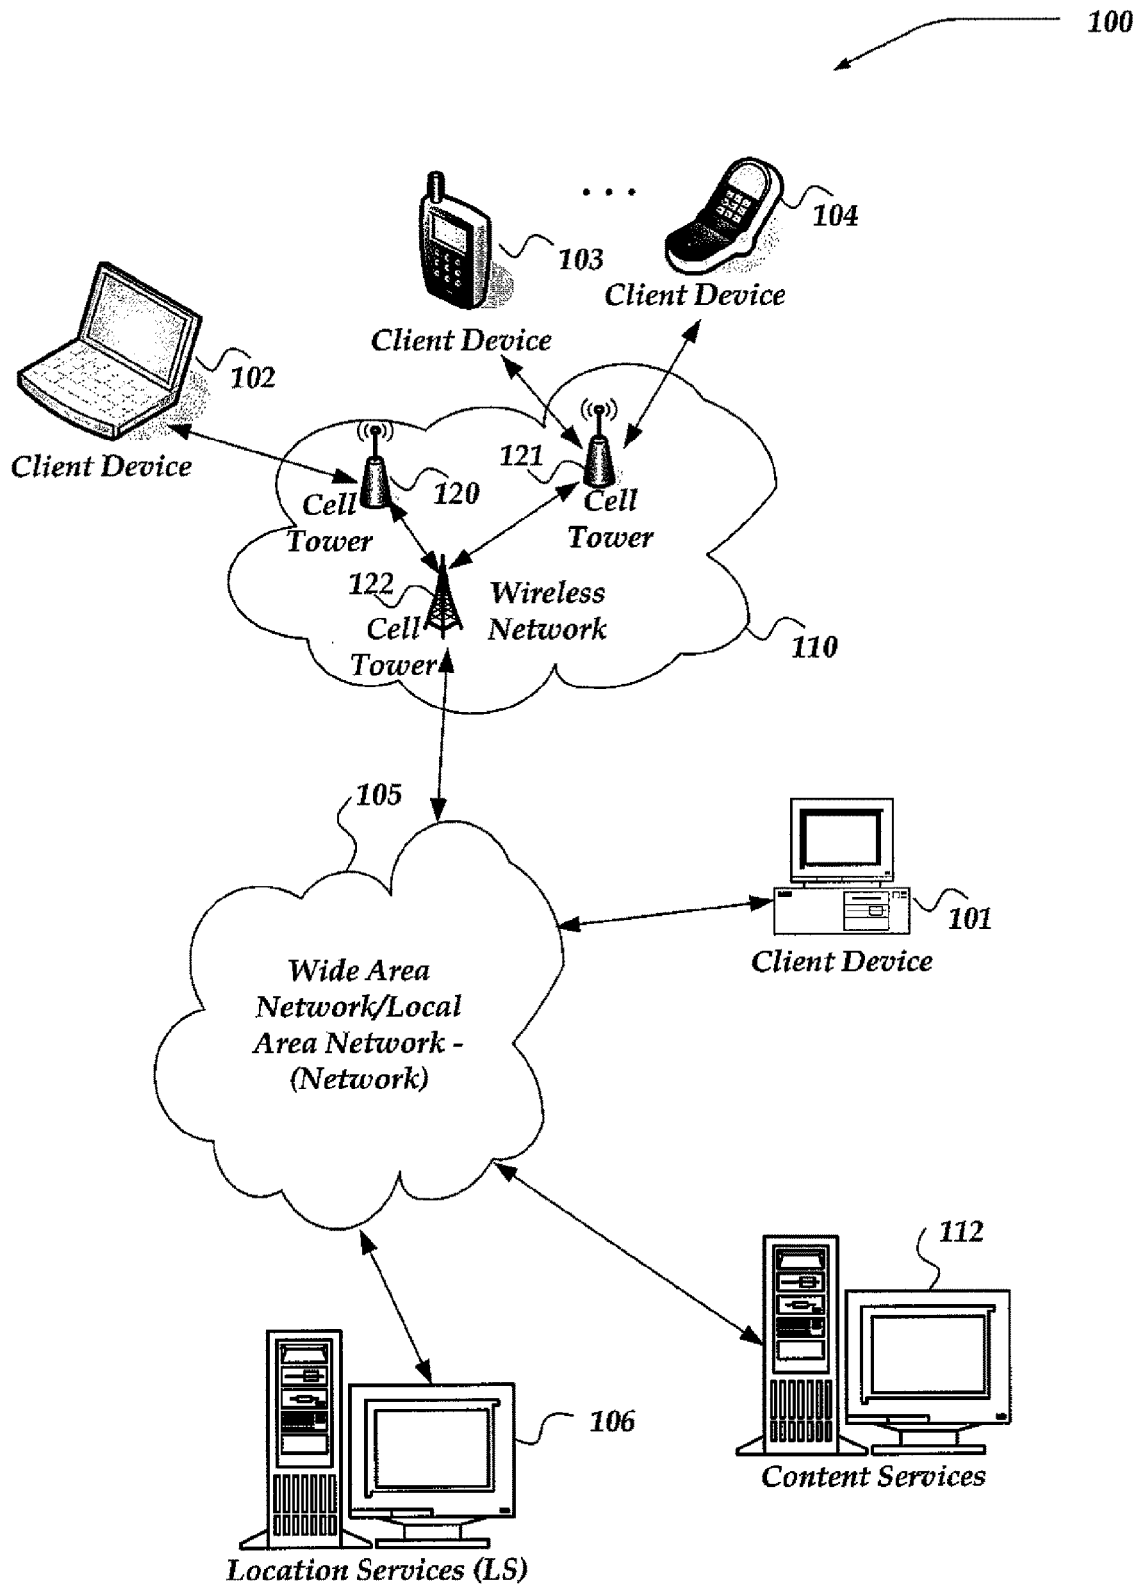 100
104
103
Client Device
Client Device
102
Client Device
121
120
Cell
Tower
Cell
Tower
122
Wireless
Network
Cell
Tower
110
105
101
Client Device
Wide Area
Network/Local
Area Network -
(Network)
112
106
Content Services
Location Services (LS)